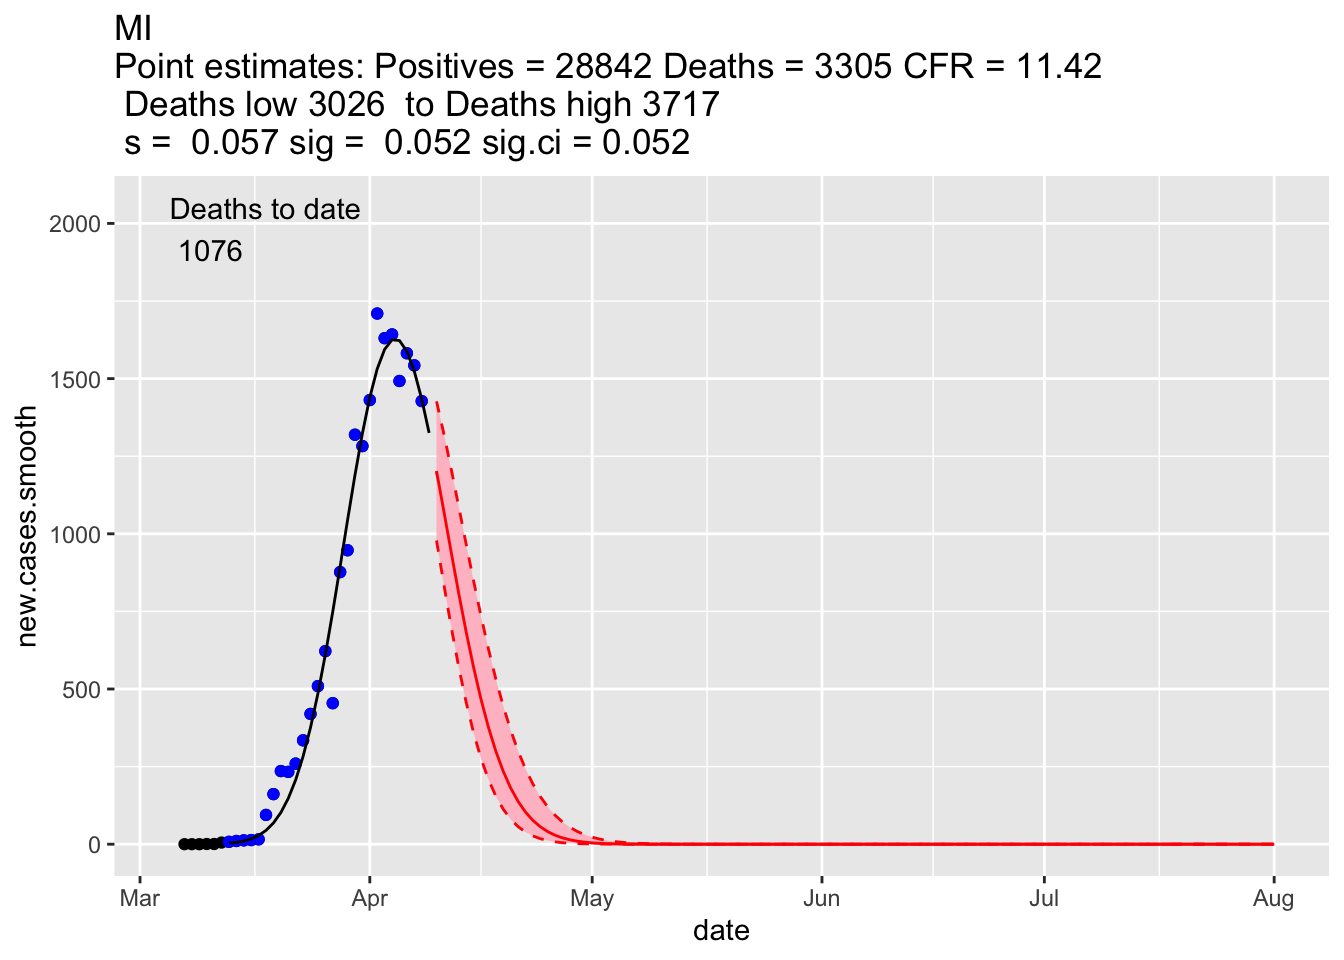 MI
Point estimates: Positives = 28842 Deaths = 3305 CFR = 11.42
Deaths low 3026  to Deaths high 3717
s =  0.057 sig =  0.052 sig.ci = 0.052
Deaths to date
1076
2000
1500
1000
500
0
new.cases.smooth
Mar Apr May Jun Jul Aug
date